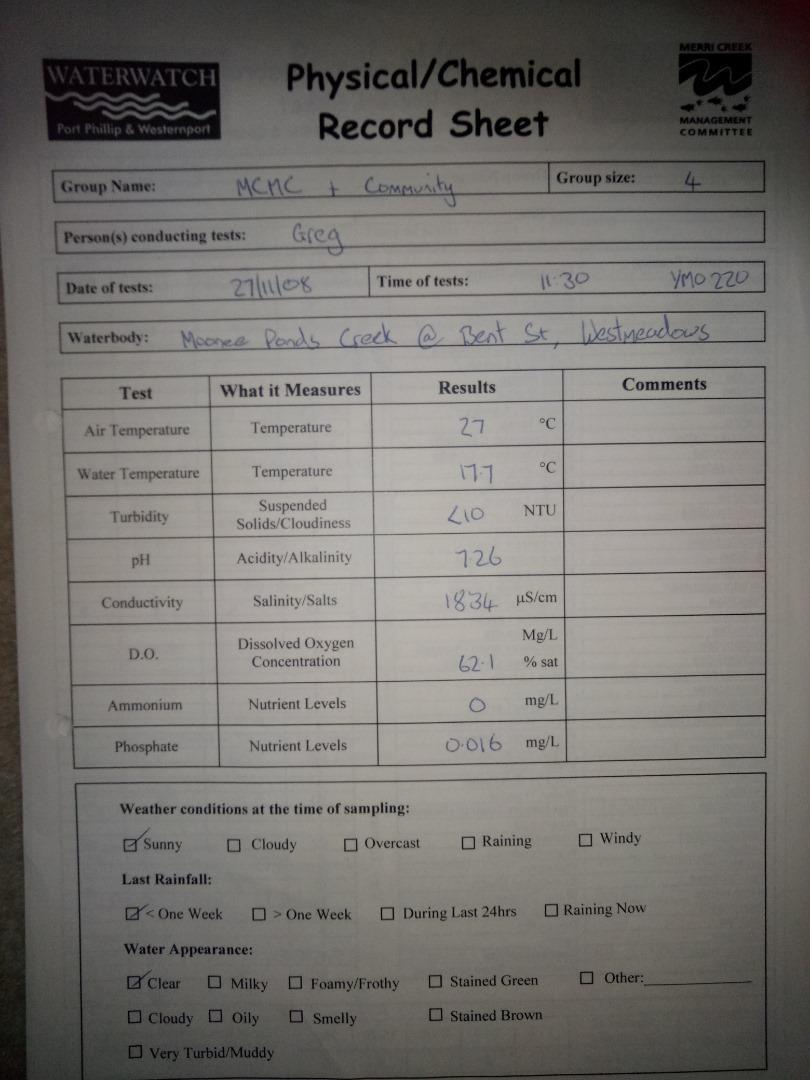 WATERWATCH
Port Phillip & Westernport
Physical/Chemical
Record Sheet
MERRI CREEK
MANAGEMENT
COMMITTEE
Group Name: MCMC + Community Group size: 4
Person(s) conducting tests: Greg
Date of tests: 27/11/08 Time of tests: 11:30 YMO 220
Waterbody: Moonee Ponds Creek @ Bent St, Westmeadows
Test What it Measures Results Comments
Air Temperature Temperature 27 °C
Water Temperature Temperature 17.7 °C
Turbidity Suspended Solids/Cloudiness <10 NTU
pH Acidity/Alkalinity 7.26
Conductivity Salinity/Salts 1834 µS/cm
D.O. Dissolved Oxygen Concentration Mg/L
62.1 % sat
Ammonium Nutrient Levels 0 mg/L
Phosphate Nutrient Levels 0.016 mg/L
Weather conditions at the time of sampling:
☑ Sunny ☐ Cloudy ☐ Overcast ☐ Raining ☐ Windy
Last Rainfall:
☑ < One Week ☐ > One Week ☐ During Last 24hrs ☐ Raining Now
Water Appearance:
☑ Clear ☐ Milky ☐ Foamy/Frothy ☐ Stained Green ☐ Other:
☐ Cloudy ☐ Oily ☐ Smelly ☐ Stained Brown
☐ Very Turbid/Muddy